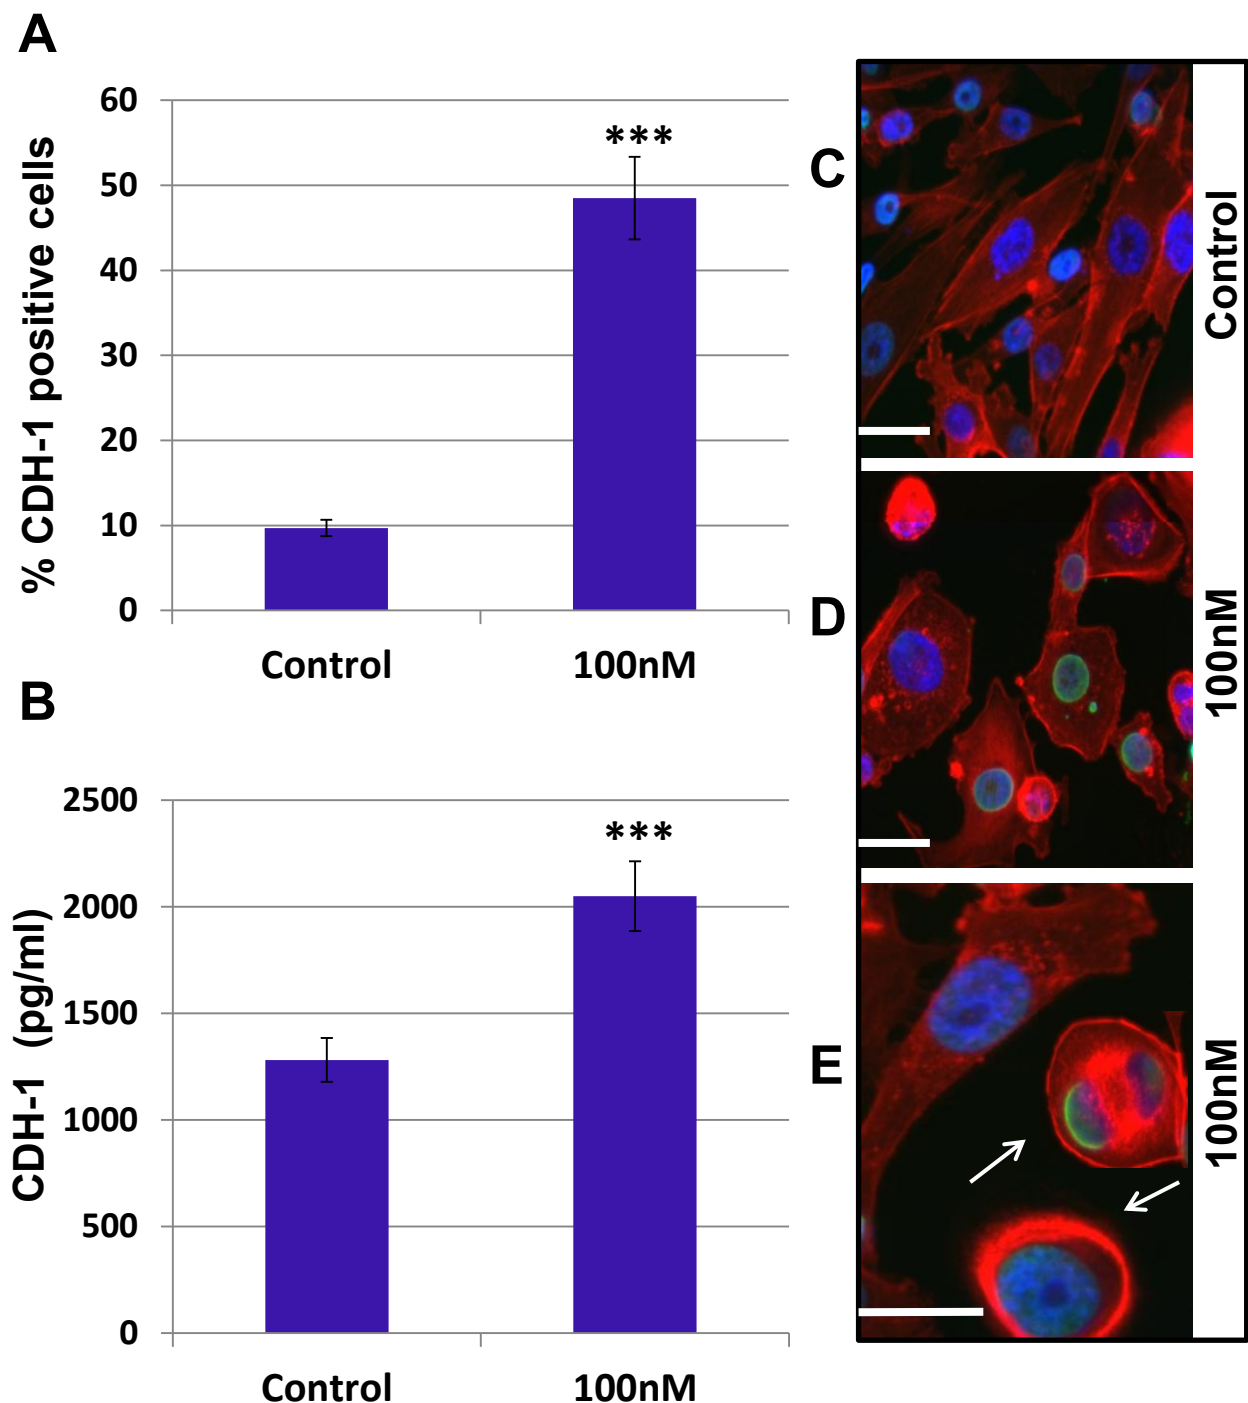 A
% CDH-1 positive cells
60
50
40
30
20
10
0
***
Control
100nM
B
CDH-1 (pg/ml)
2500
2000
1500
1000
500
0
***
Control
100nM
C
Control
D
100nM
E
100nM